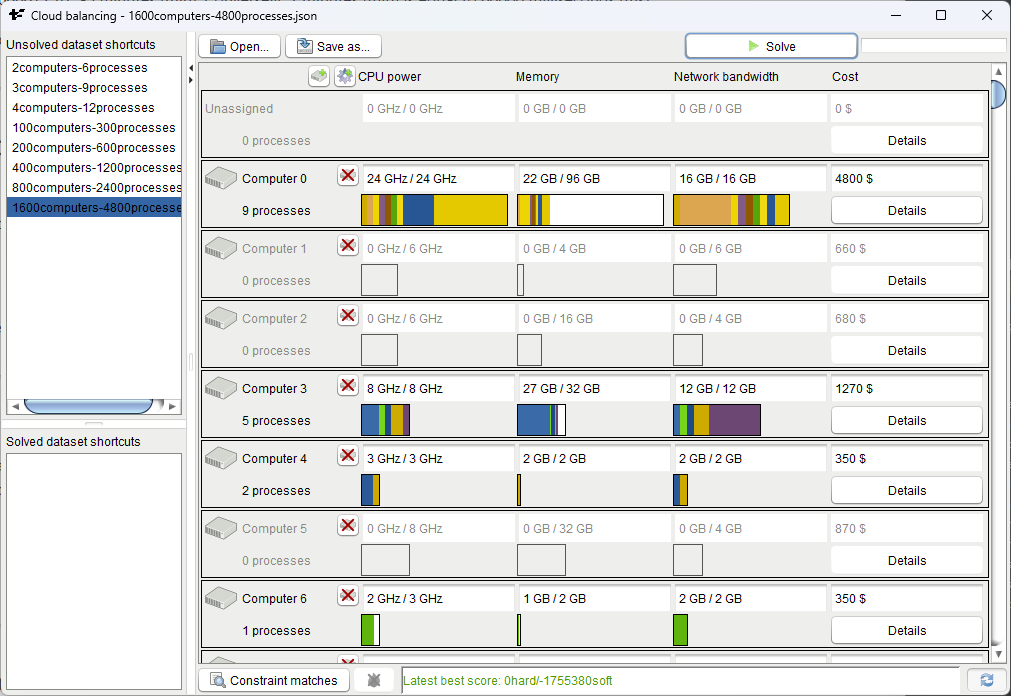 Cloud balancing - 1600computers-4800processes.json
Unsolved dataset shortcuts
2computers-6processes
3computers-9processes
4computers-12processes
100computers-300processes
200computers-600processes
400computers-1200processes
800computers-2400processes
1600computers-4800processe
Solved dataset shortcuts
Open... Save as... Solve
CPU power Memory Network bandwidth Cost
Unassigned 0 GHz / 0 GHz 0 GB / 0 GB 0 GB / 0 GB 0 $
0 processes Details
Computer 0 24 GHz / 24 GHz 22 GB / 96 GB 16 GB / 16 GB 4800 $
9 processes Details
Computer 1 0 GHz / 6 GHz 0 GB / 4 GB 0 GB / 6 GB 660 $
0 processes Details
Computer 2 0 GHz / 6 GHz 0 GB / 16 GB 0 GB / 4 GB 680 $
0 processes Details
Computer 3 8 GHz / 8 GHz 27 GB / 32 GB 12 GB / 12 GB 1270 $
5 processes Details
Computer 4 3 GHz / 3 GHz 2 GB / 2 GB 2 GB / 2 GB 350 $
2 processes Details
Computer 5 0 GHz / 8 GHz 0 GB / 32 GB 0 GB / 4 GB 870 $
0 processes Details
Computer 6 2 GHz / 3 GHz 1 GB / 2 GB 2 GB / 2 GB 350 $
1 processes Details
Constraint matches Latest best score: 0hard/-1755380soft